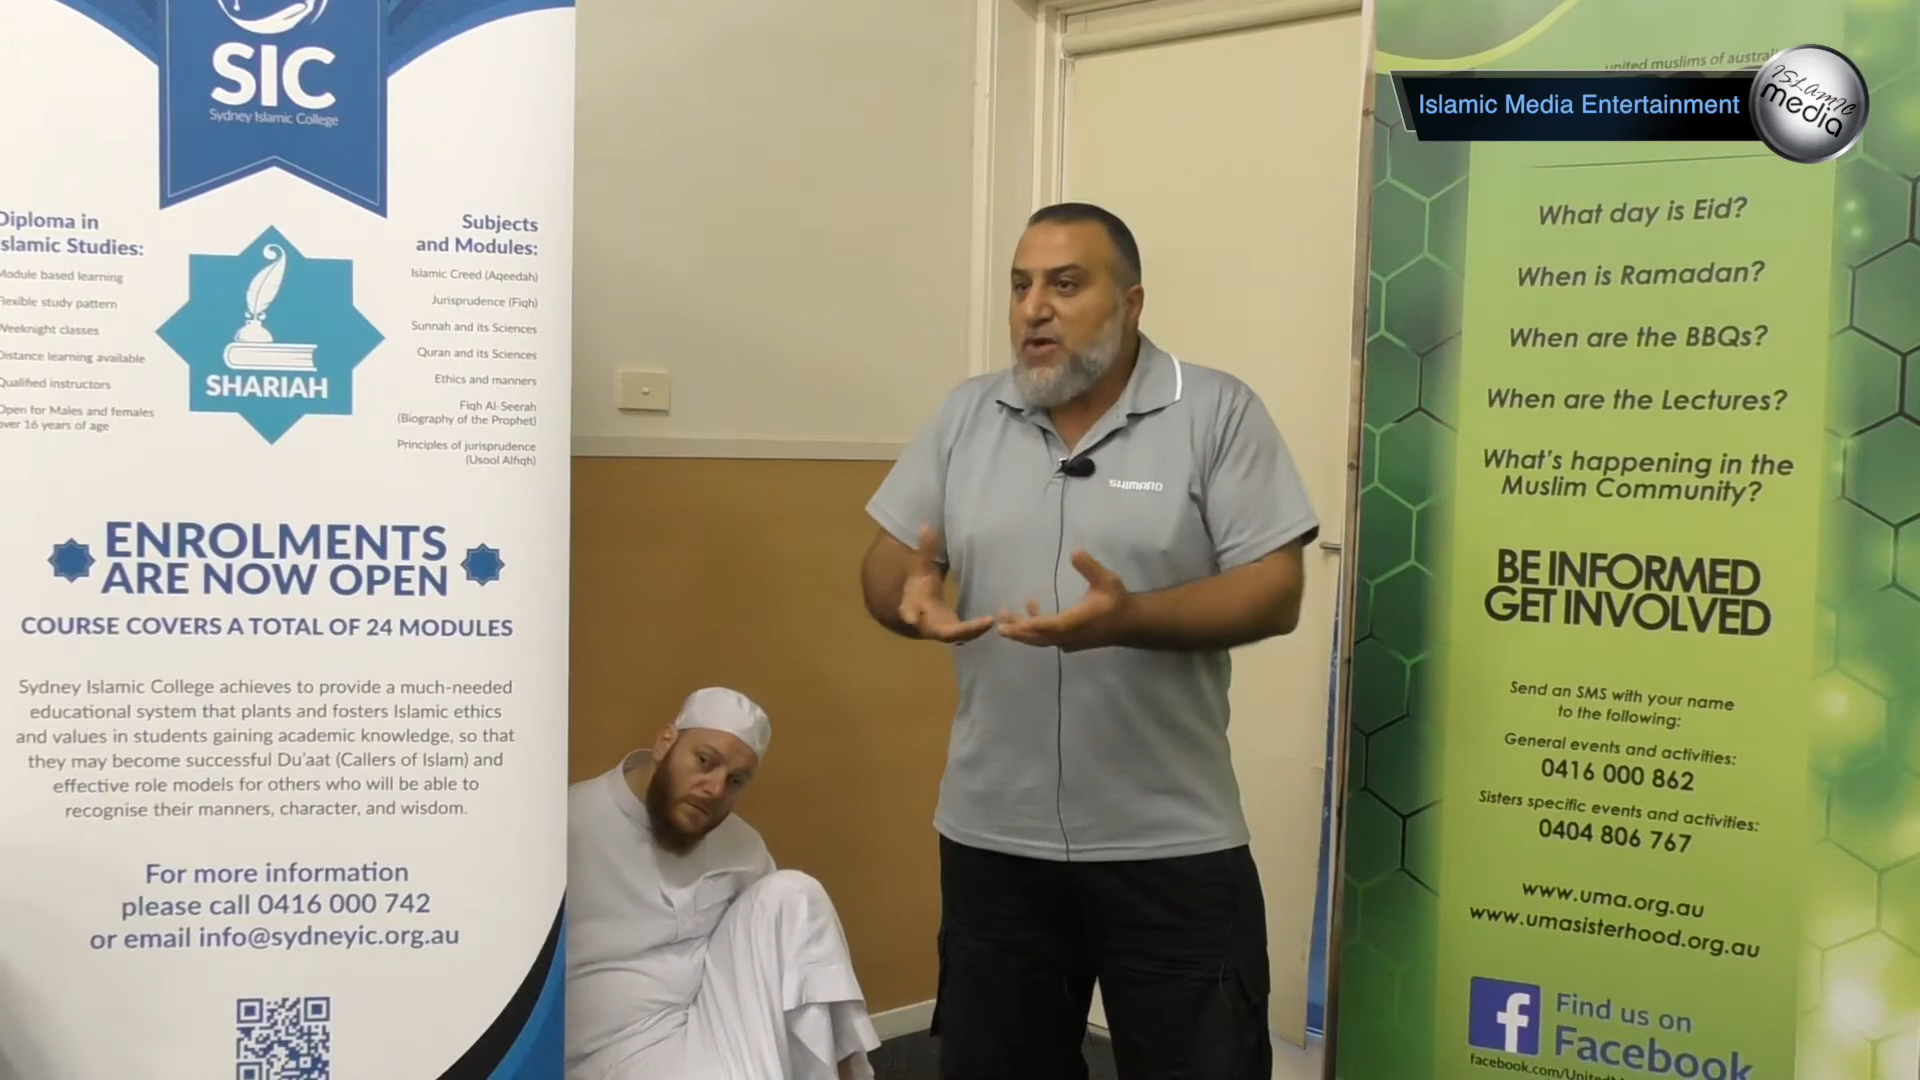 SIC
Sydney Islamic College
Diploma in
Islamic Studies:
Module based learning
Flexible study pattern
Weeknight classes
Distance learning available
Qualified instructors
Open for Males and females
over 16 years of age
SHARIAH
Subjects
and Modules:
Islamic Creed (Aqeedah)
Jurisprudence (Fiqh)
Sunnah and its Sciences
Quran and its Sciences
Ethics and manners
Fiqh Al-Seerah
(Biography of the Prophet)
Principles of jurisprudence
(Usool Alfiqh)
ENROLMENTS
ARE NOW OPEN
COURSE COVERS A TOTAL OF 24 MODULES
Sydney Islamic College achieves to provide a much-needed
educational system that plants and fosters Islamic ethics
and values in students gaining academic knowledge, so that
they may become successful Du'aat (Callers of Islam) and
effective role models for others who will be able to
recognise their manners, character, and wisdom.
For more information
please call 0416 000 742
or email info@sydneyic.org.au
SHIMANO
united muslims of
Islamic Media Entertainment
ISLAMIC
media
What day is Eid?
When is Ramadan?
When are the BBQs?
When are the Lectures?
What's happening in the
Muslim Community?
BE INFORMED
GET INVOLVED
Send an SMS with your name
to the following:
General events and activities:
0416 000 862
Sisters specific events and activities:
0404 806 767
www.uma.org.au
www.umasisterhood.org.au
f
Find us on
Facebook